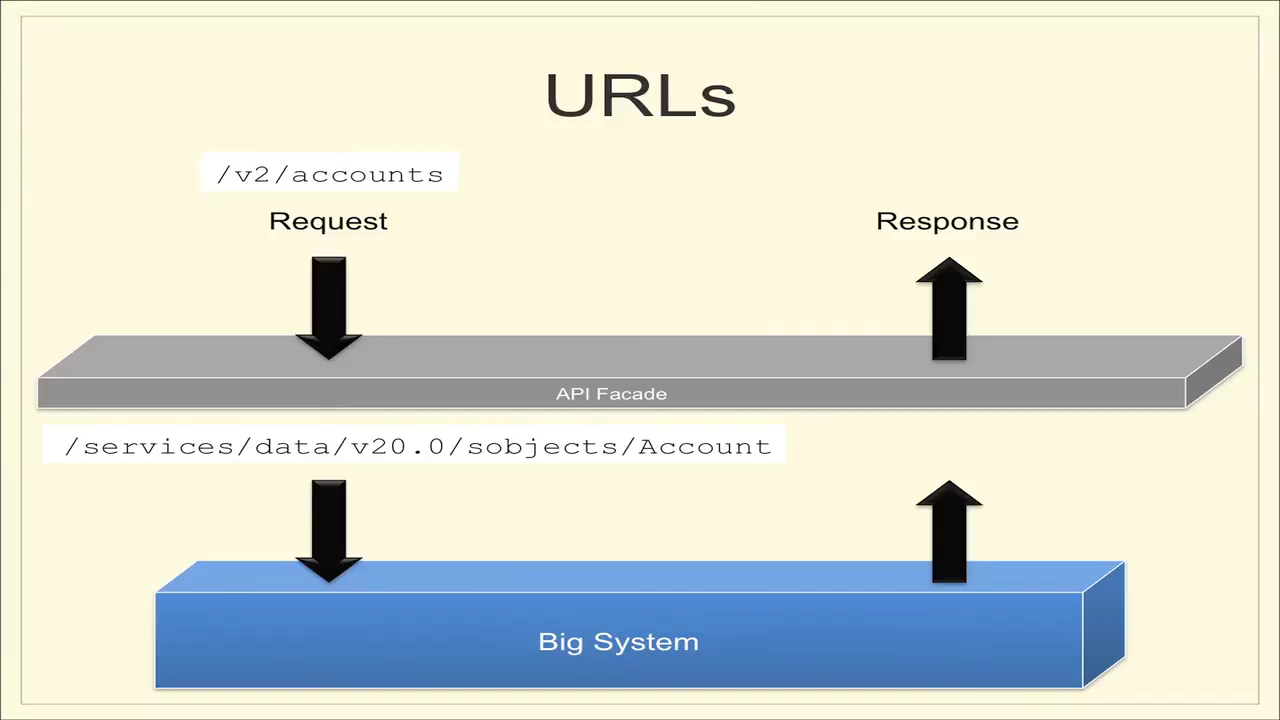 URLs
/v2/accounts
Request
Response
API Facade
/services/data/v20.0/sobjects/Account
Big System